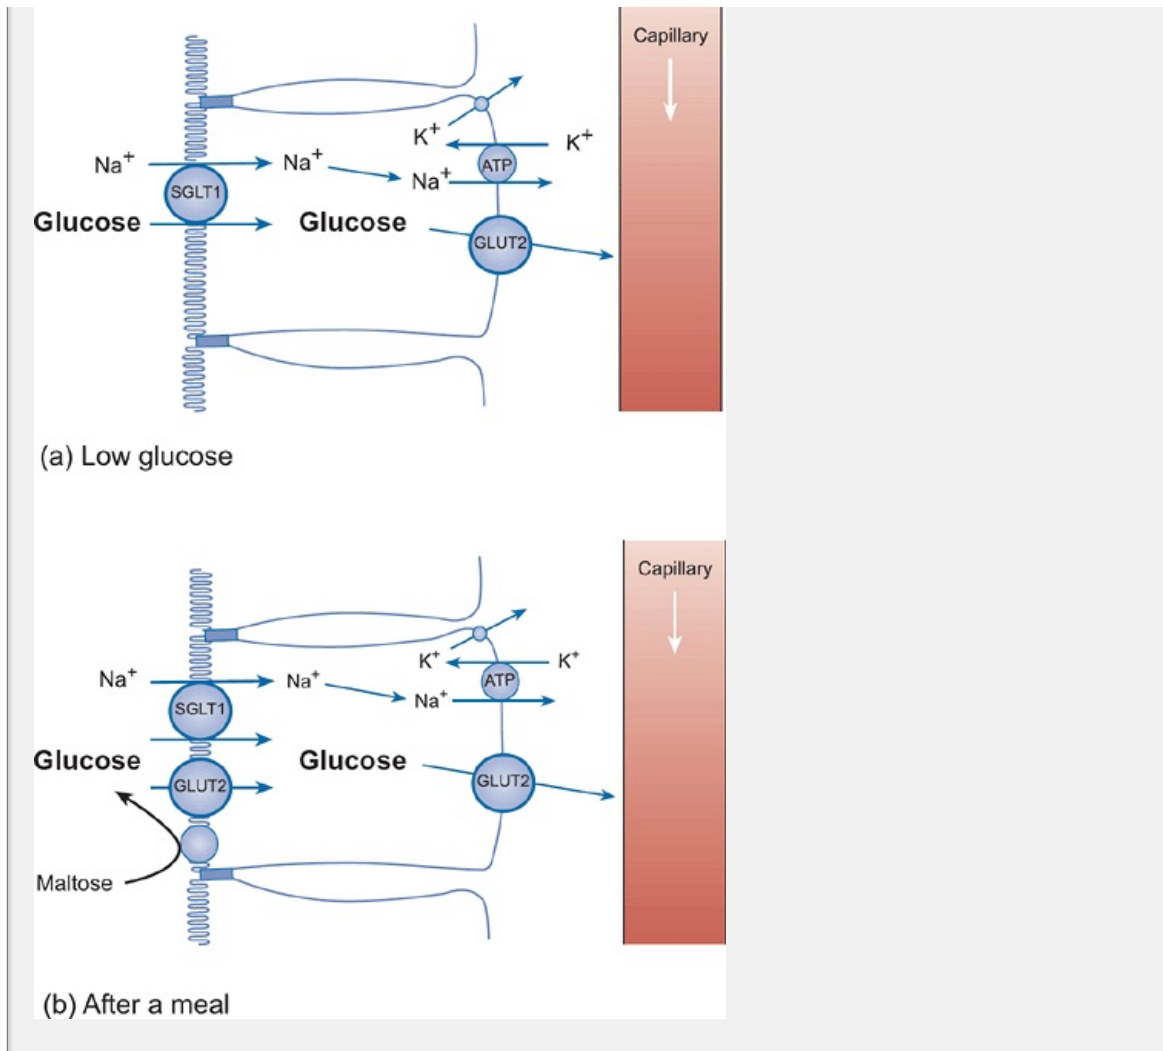 Capillary
K⁺
K⁺
Na⁺
Na⁺
ATP
Na⁺
SGLT1
Glucose
Glucose
GLUT2
(a) Low glucose
Capillary
K⁺
K⁺
Na⁺
Na⁺
ATP
Na⁺
SGLT1
Glucose
Glucose
GLUT2
GLUT2
Maltose
(b) After a meal